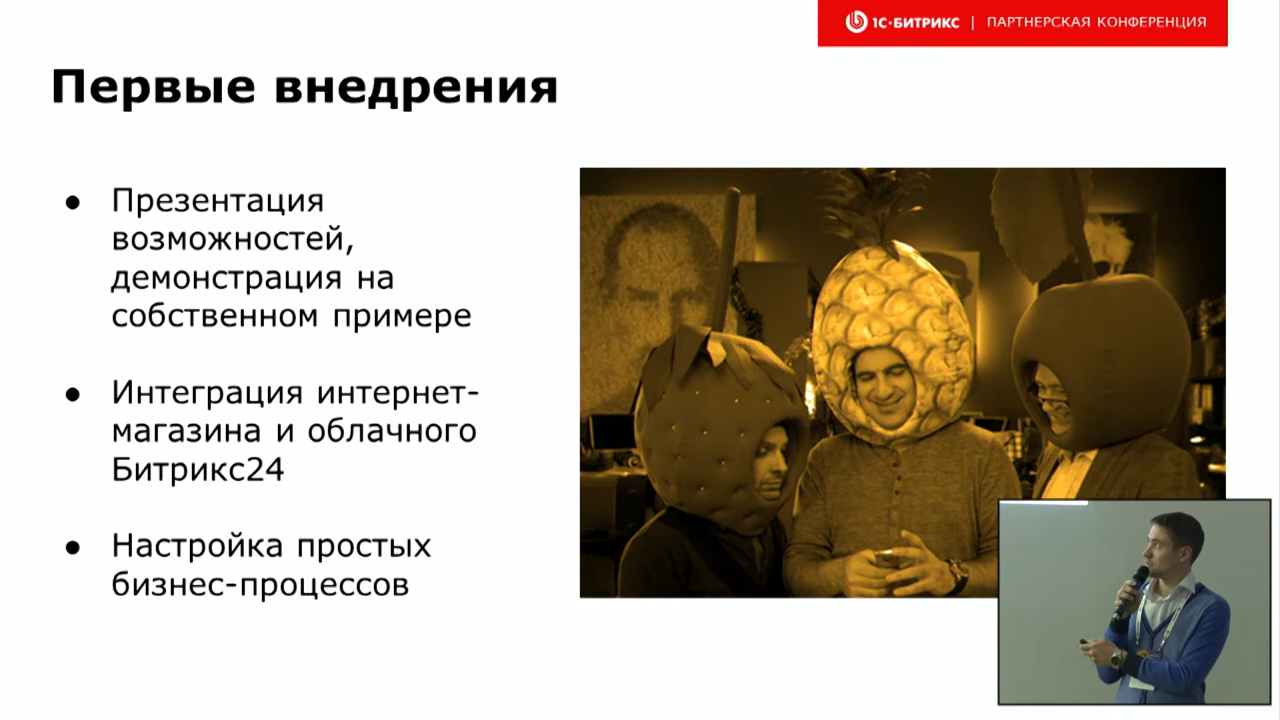 1С·БИТРИКС | ПАРТНЕРСКАЯ КОНФЕРЕНЦИЯ
Первые внедрения
● Презентация
возможностей,
демонстрация на
собственном примере
● Интеграция интернет-
магазина и облачного
Битрикс24
● Настройка простых
бизнес-процессов